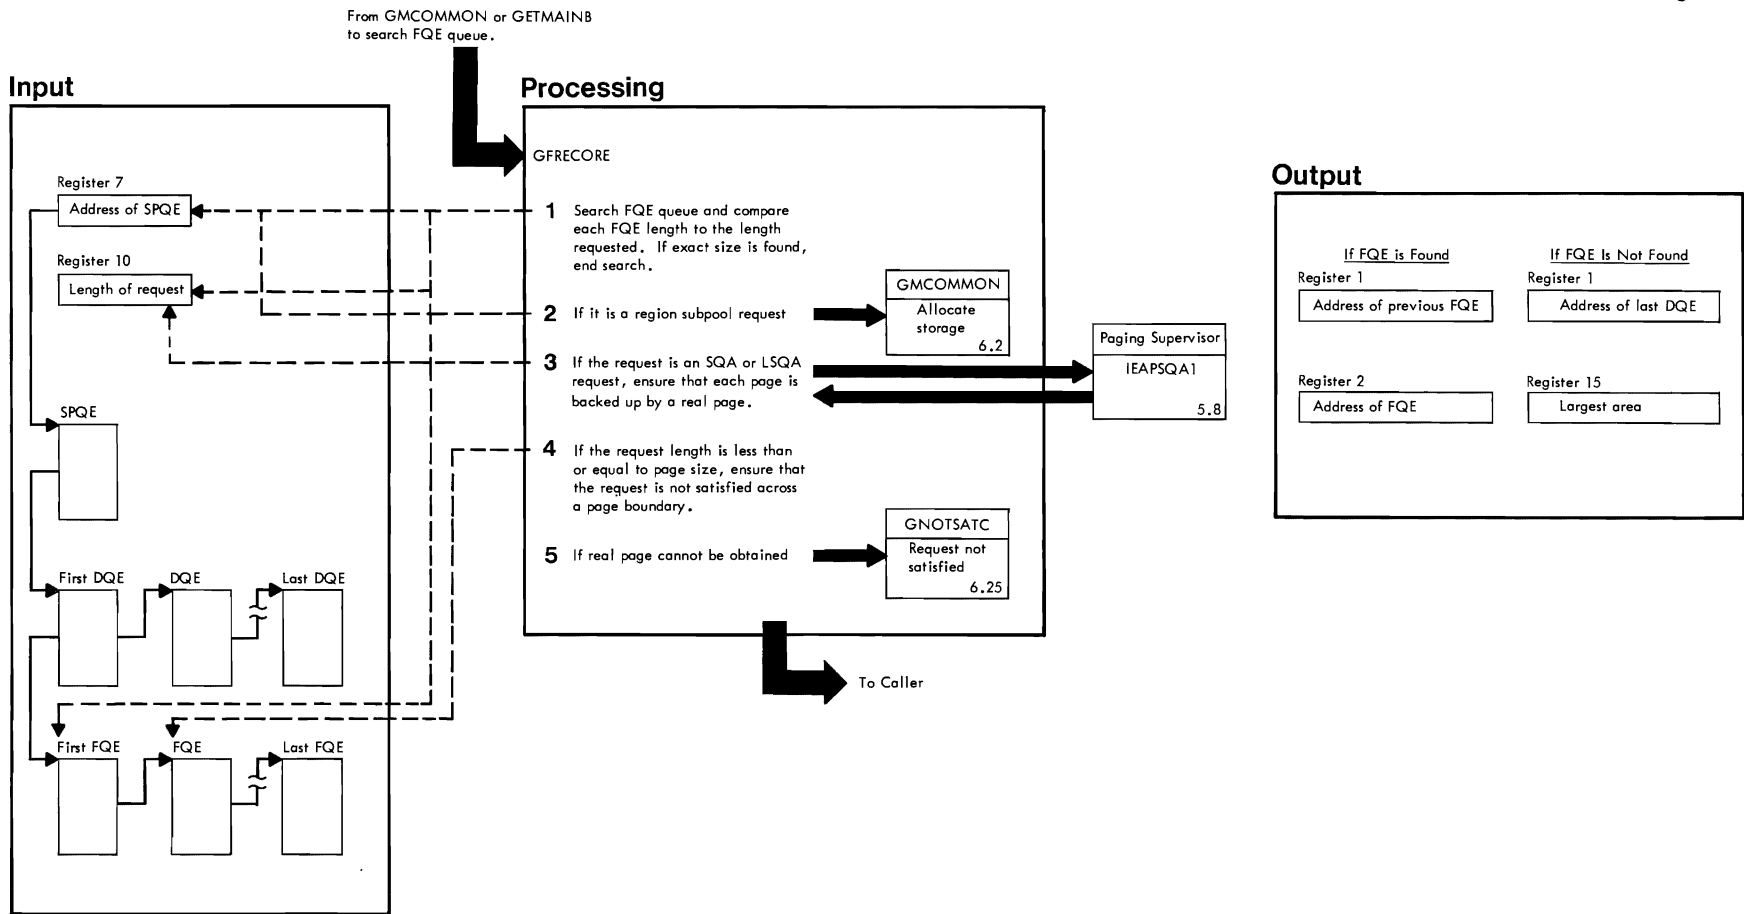 From GMCOMMON or GETMAINB
to search FQE queue.
Input
Register 7
Address of SPQE
Register 10
Length of request
SPQE
First DQE
DQE
Last DQE
First FQE
FQE
Last FQE
Processing
GFRECORE
1 Search FQE queue and compare
each FQE length to the length
requested. If exact size is found,
end search.
2 If it is a region subpool request
GMCOMMON
Allocate
storage
6.2
3 If the request is an SQA or LSQA
request, ensure that each page is
backed up by a real page.
Paging Supervisor
IEAPSQA1
5.8
4 If the request length is less than
or equal to page size, ensure that
the request is not satisfied across
a page boundary.
5 If real page cannot be obtained
GNOTSATC
Request not
satisfied
6.25
To Caller
Output
If FQE is Found
Register 1
Address of previous FQE
Register 2
Address of FQE
If FQE Is Not Found
Register 1
Address of last DQE
Register 15
Largest area